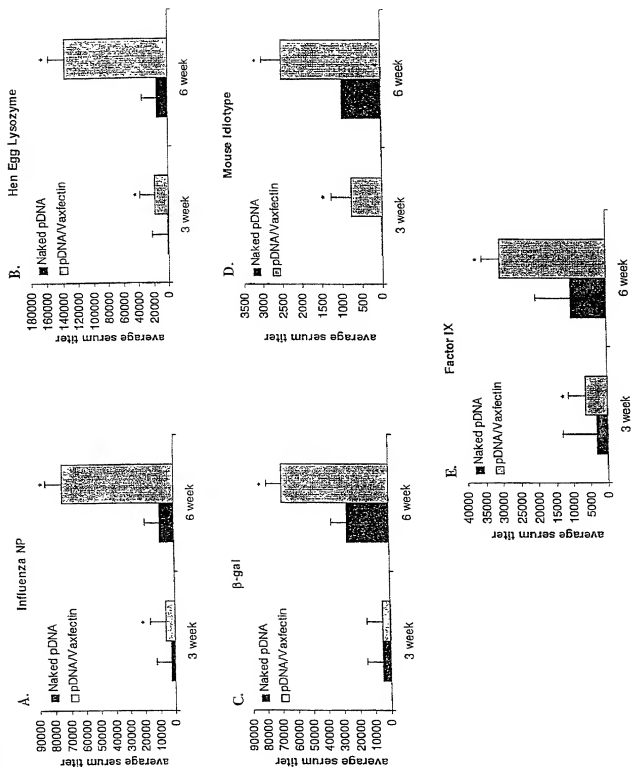 A.
Influenza NP
average serum titer
90000
80000
70000
60000
50000
40000
30000
20000
10000
0
Naked pDNA
pDNA/Vaxfectin
*
*
3 week
6 week
B.
Hen Egg Lysozyme
average serum titer
180000
160000
140000
120000
100000
80000
60000
40000
20000
0
Naked pDNA
pDNA/Vaxfectin
*
*
3 week
6 week
C.
β-gal
average serum titer
90000
80000
70000
60000
50000
40000
30000
20000
10000
0
Naked pDNA
pDNA/Vaxfectin
*
3 week
6 week
D.
Mouse Idiotype
average serum titer
3500
3000
2500
2000
1500
1000
500
0
Naked pDNA
pDNA/Vaxfectin
*
*
3 week
6 week
E.
Factor IX
average serum titer
40000
35000
30000
25000
20000
15000
10000
5000
0
Naked pDNA
pDNA/Vaxfectin
*
*
3 week
6 week